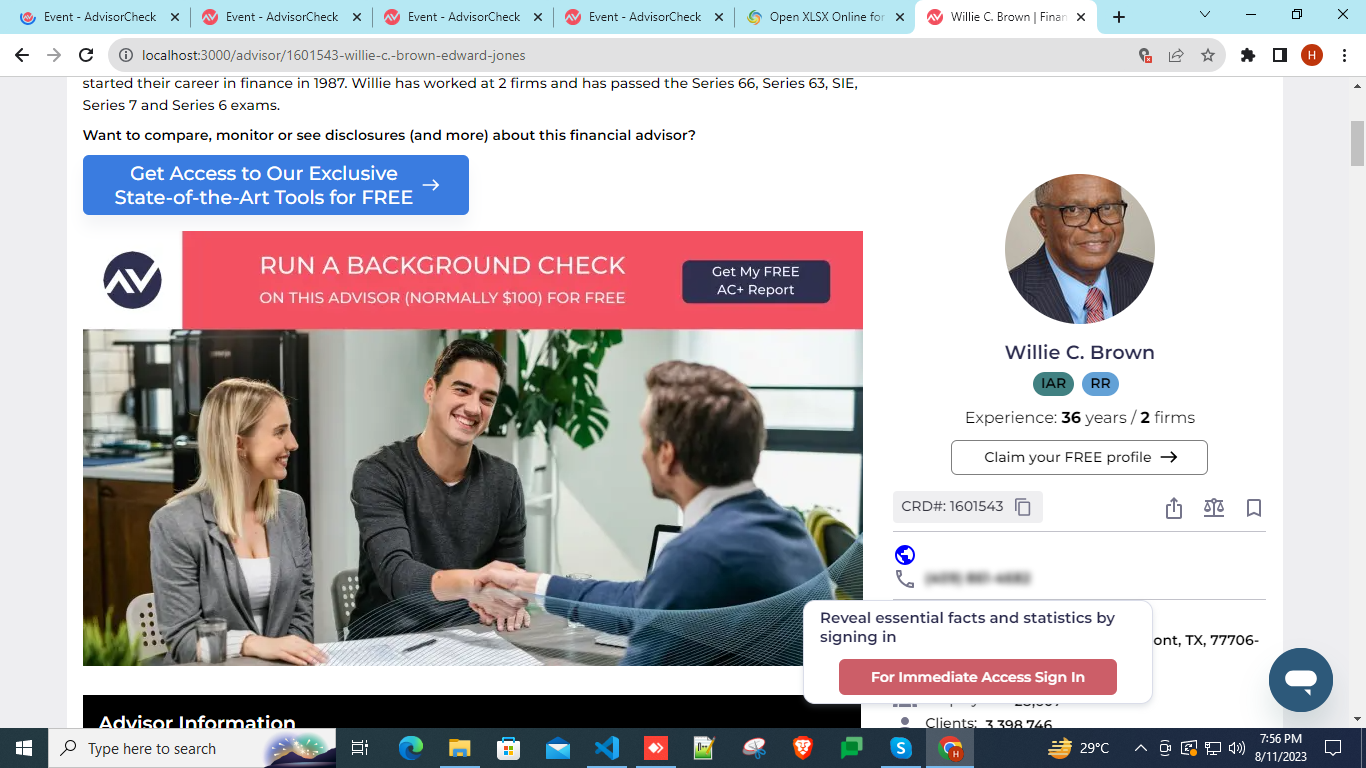 Event - AdvisorCheck
Event - AdvisorCheck
Event - AdvisorCheck
Event - AdvisorCheck
Open XLSX Online for
Willie C. Brown | Finan
localhost:3000/advisor/1601543-willie-c.-brown-edward-jones
H
started their career in finance in 1987. Willie has worked at 2 firms and has passed the Series 66, Series 63, SIE,
Series 7 and Series 6 exams.
Want to compare, monitor or see disclosures (and more) about this financial advisor?
Get Access to Our Exclusive
State-of-the-Art Tools for FREE
RUN A BACKGROUND CHECK
ON THIS ADVISOR (NORMALLY $100) FOR FREE
Get My FREE
AC+ Report
Advisor Information
Willie C. Brown
IAR RR
Experience: 36 years / 2 firms
Claim your FREE profile
CRD#: 1601543
ont, TX, 77706-
Reveal essential facts and statistics by
signing in
For Immediate Access Sign In
Clients: 3,398,746
Type here to search
29°C
7:56 PM
8/11/2023